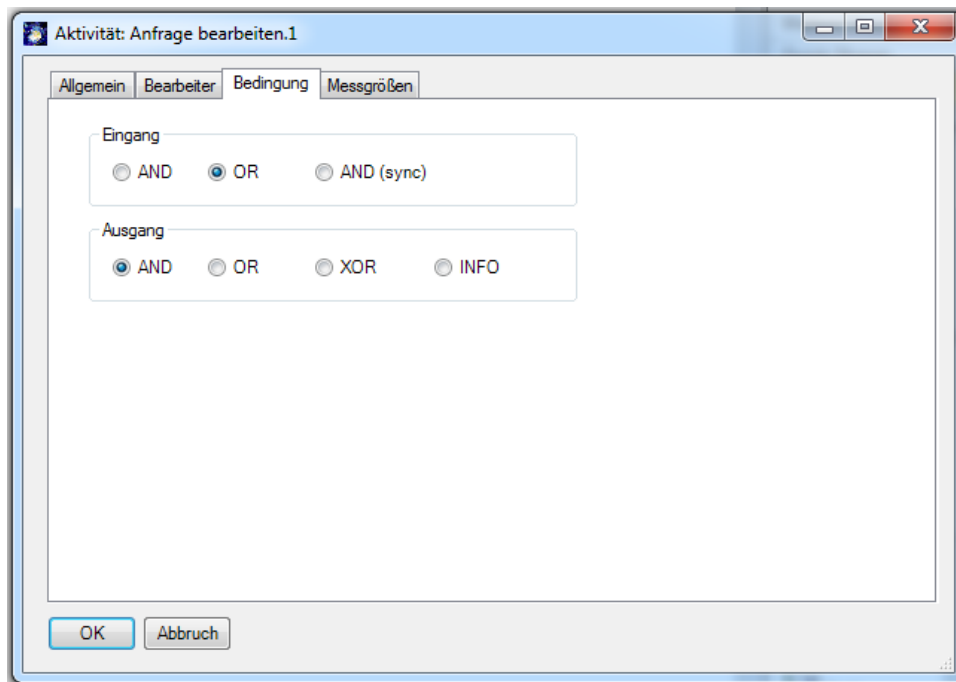 Aktivität: Anfrage bearbeiten.1
Allgemein Bearbeiter Bedingung Messgrößen
Eingang
AND OR AND (sync)
Ausgang
AND OR XOR INFO
OK Abbruch